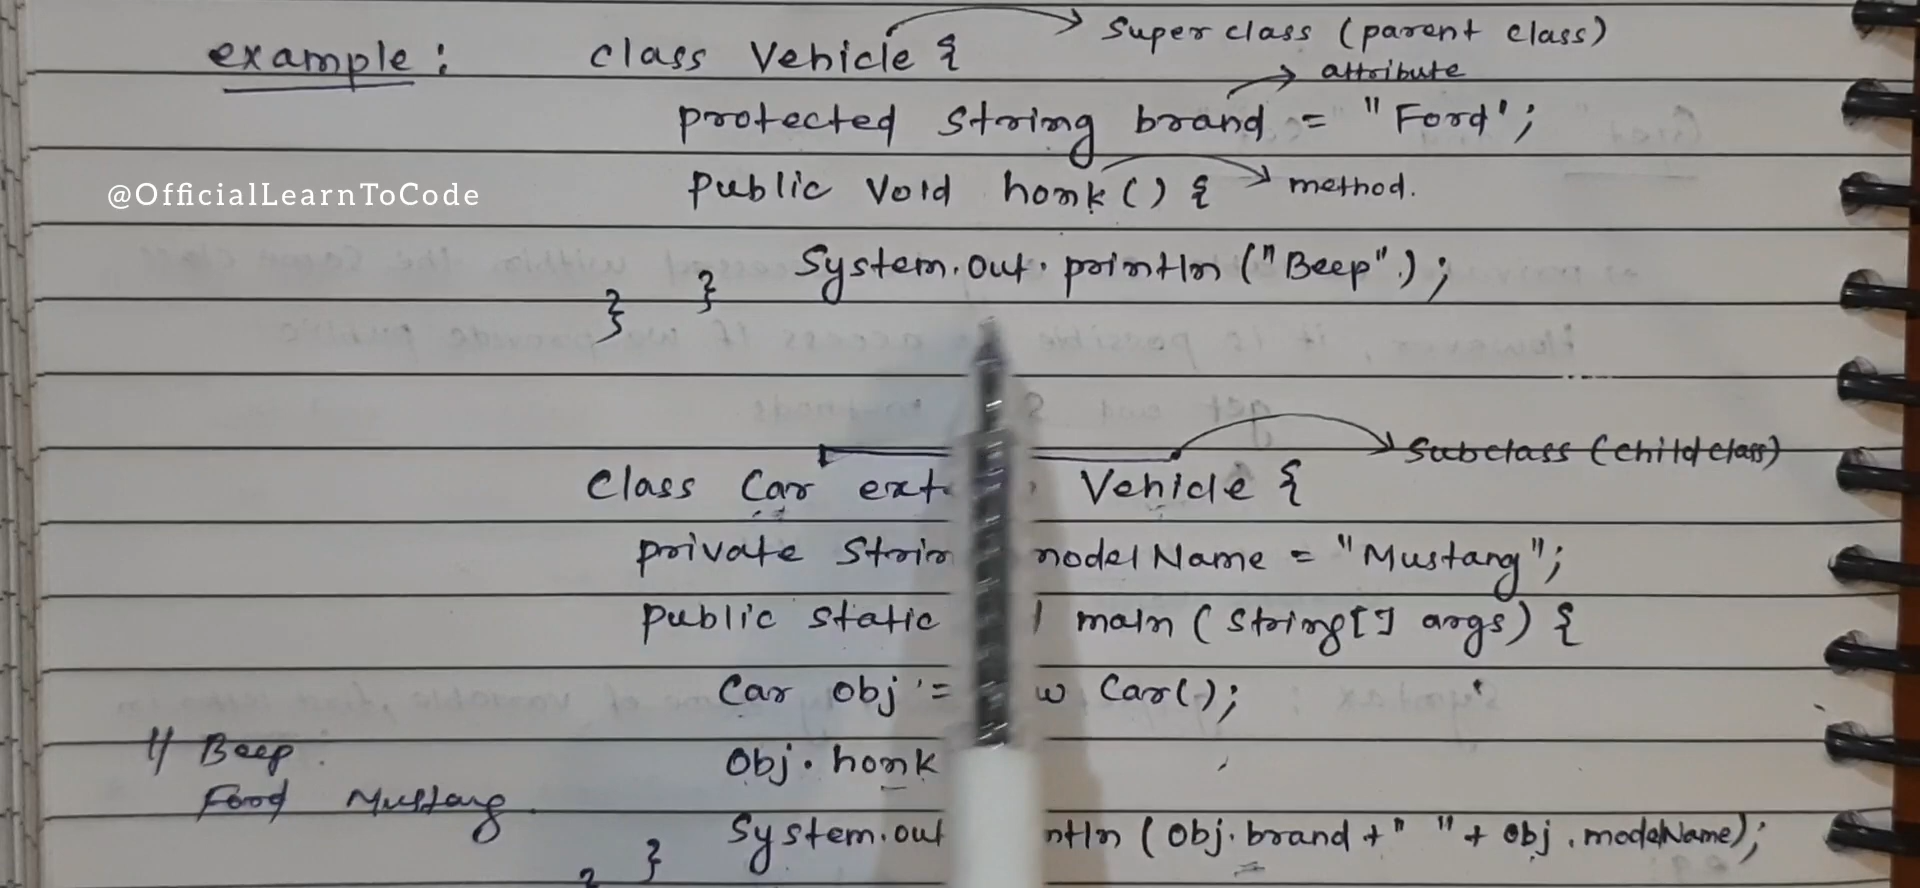 Super class (parent class)
example: class Vehicle {
attribute
protected String brand = "Ford';
@OfficialLearnToCode
public void honk() { method.
System.out.println("Beep".);
} }
Subclass (child class)
class Car ext Vehicle {
private Strin modelName = "Mustang";
public static main (String[] args) {
Car obj = w Car();
// Beep.
obj.honk
Ford Mustang.
System.out ntln (obj.brand + " " + obj.modelName);
}
}